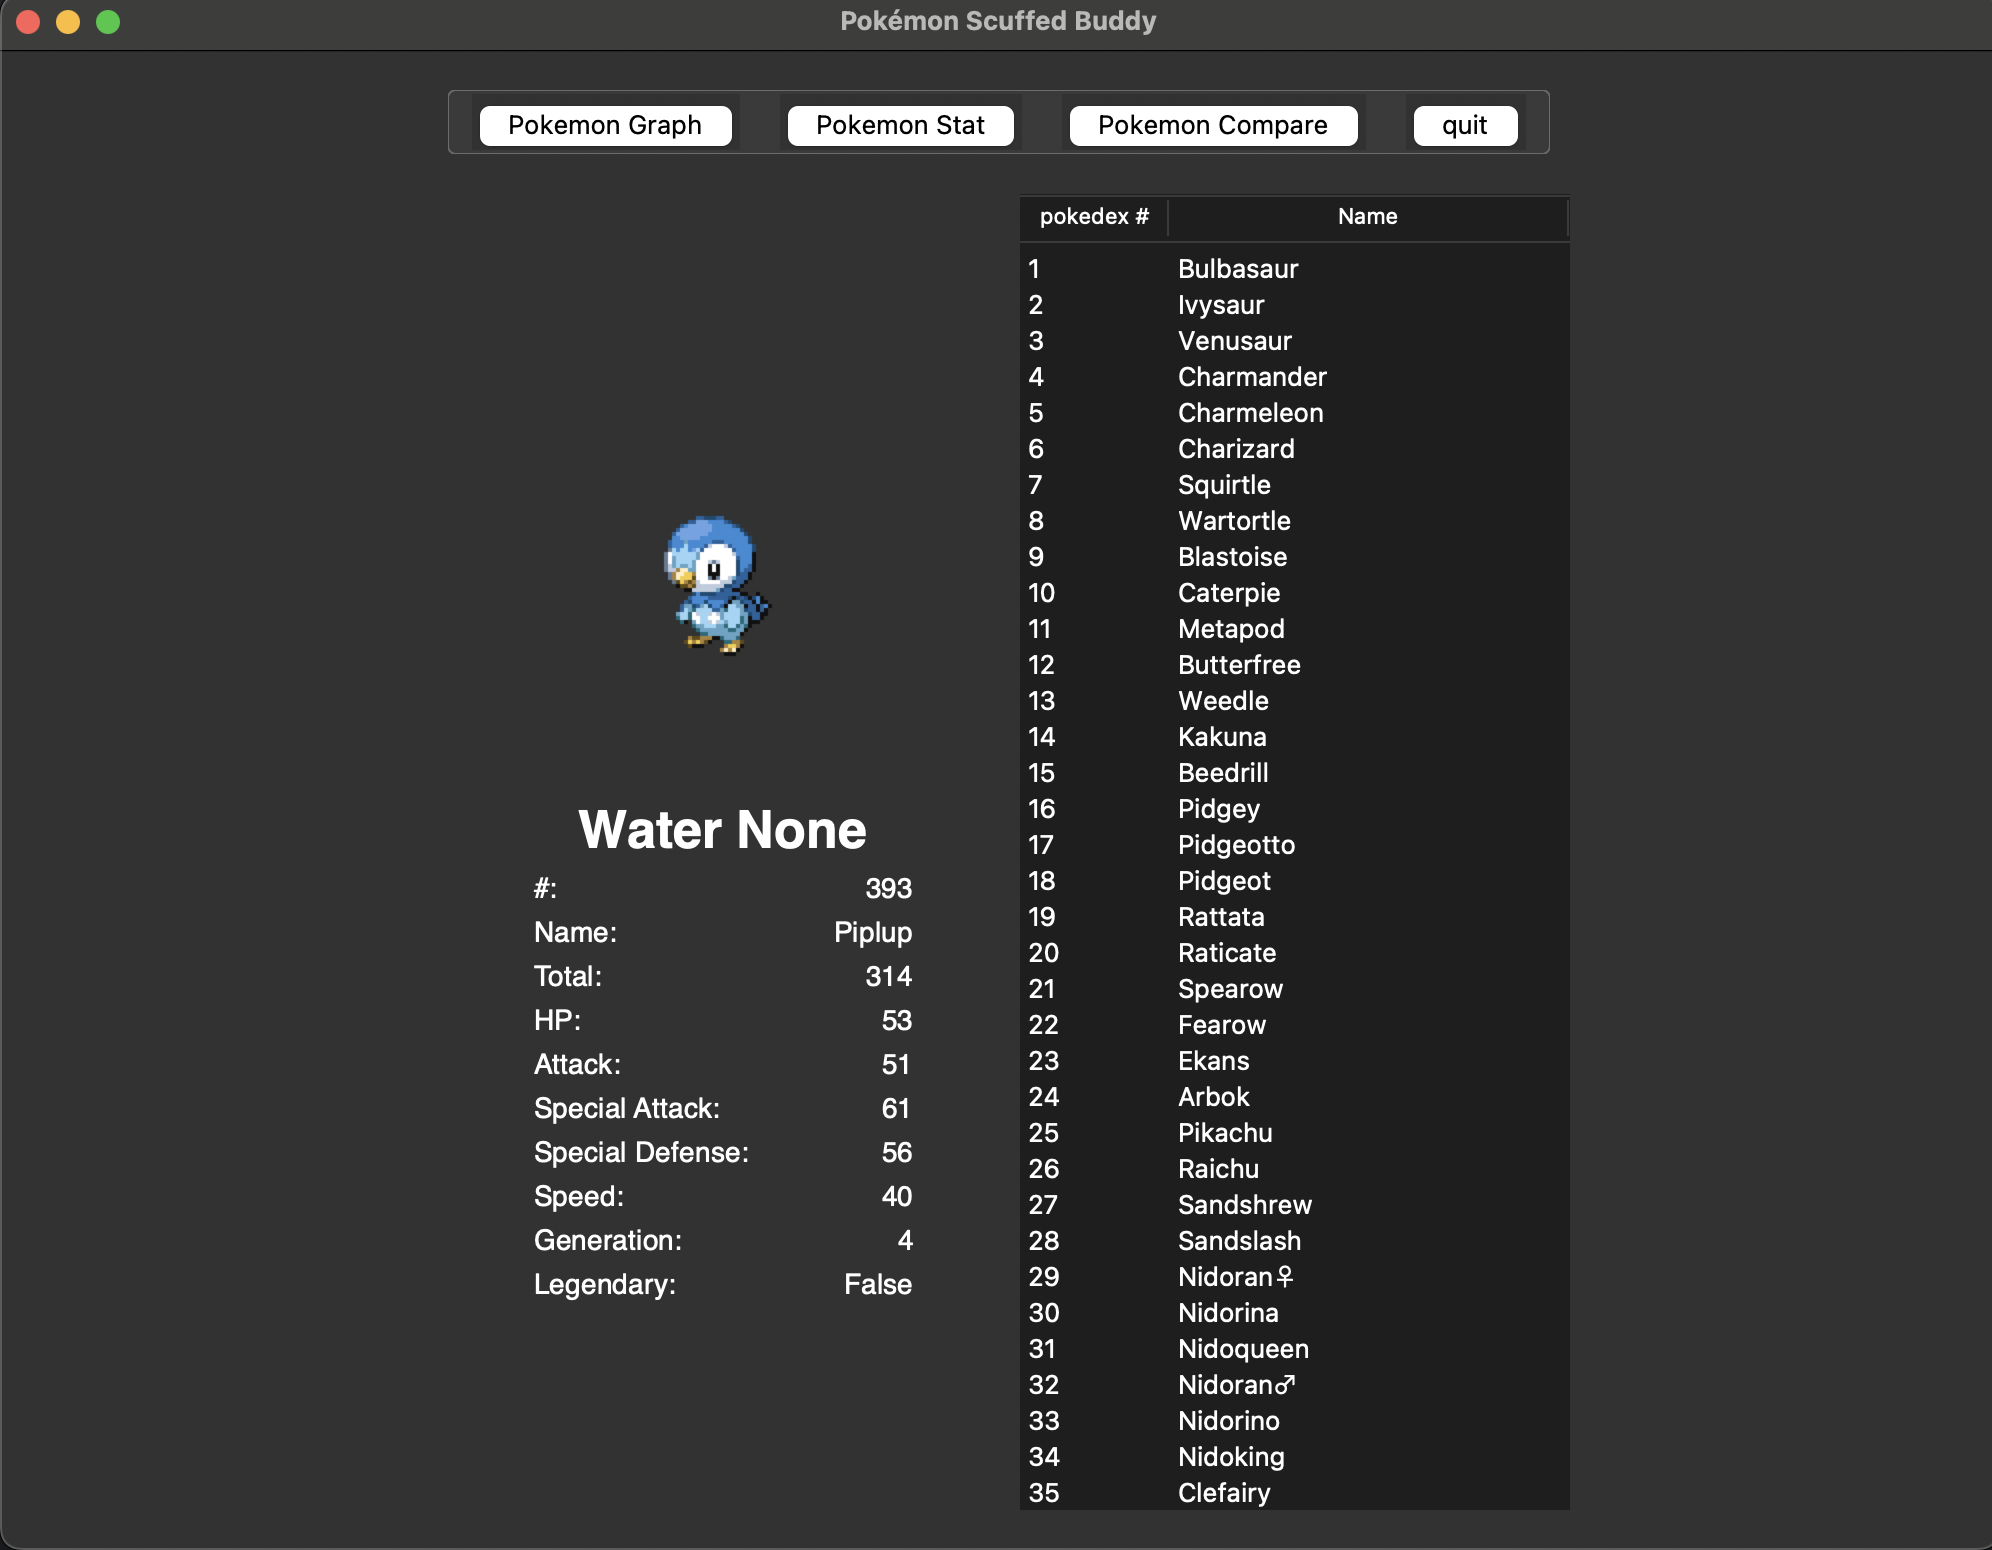 Pokémon Scuffed Buddy
Pokemon Graph Pokemon Stat Pokemon Compare quit
Water None
#: 393
Name: Piplup
Total: 314
HP: 53
Attack: 51
Special Attack: 61
Special Defense: 56
Speed: 40
Generation: 4
Legendary: False
pokedex # Name
1 Bulbasaur
2 Ivysaur
3 Venusaur
4 Charmander
5 Charmeleon
6 Charizard
7 Squirtle
8 Wartortle
9 Blastoise
10 Caterpie
11 Metapod
12 Butterfree
13 Weedle
14 Kakuna
15 Beedrill
16 Pidgey
17 Pidgeotto
18 Pidgeot
19 Rattata
20 Raticate
21 Spearow
22 Fearow
23 Ekans
24 Arbok
25 Pikachu
26 Raichu
27 Sandshrew
28 Sandslash
29 Nidoran♀
30 Nidorina
31 Nidoqueen
32 Nidoran♂
33 Nidorino
34 Nidoking
35 Clefairy